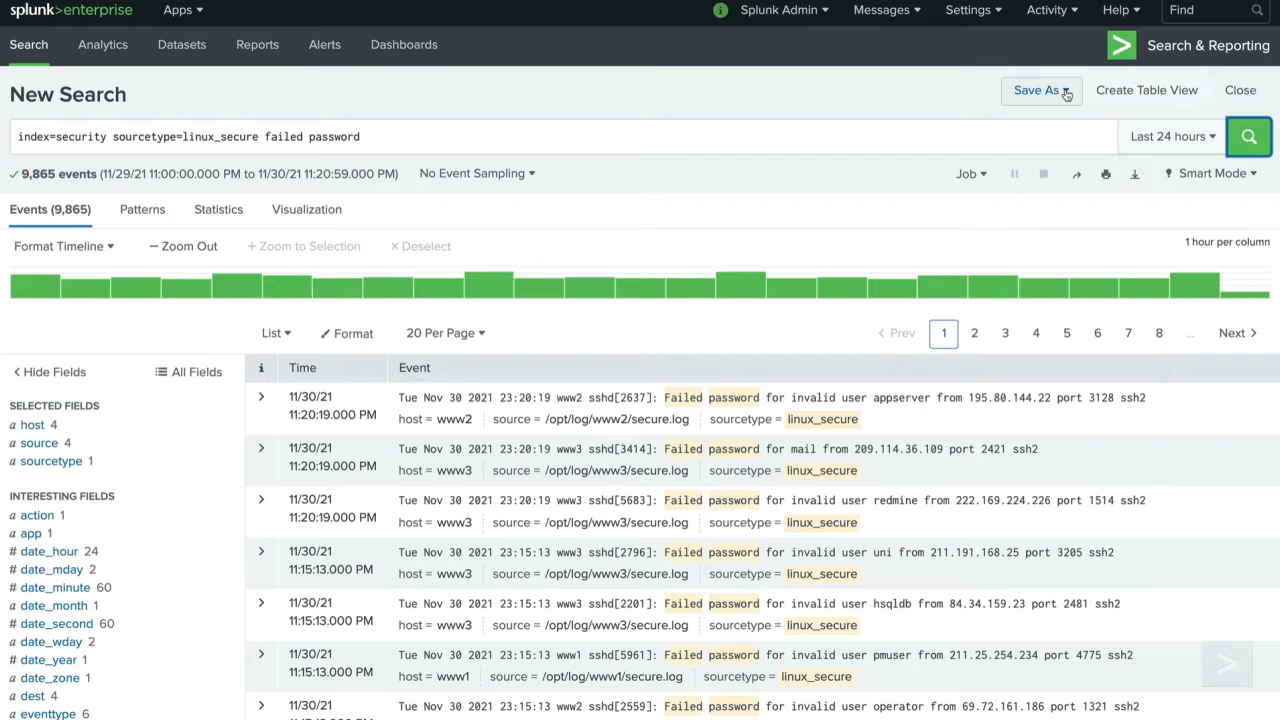 splunk>enterprise Apps Splunk Admin Messages Settings Activity Help Find
Search Analytics Datasets Reports Alerts Dashboards Search & Reporting
New Search Save As Create Table View Close
index=security sourcetype=linux_secure failed password Last 24 hours
9,865 events (11/29/21 11:00:00.000 PM to 11/30/21 11:20:59.000 PM) No Event Sampling Job Smart Mode
Events (9,865) Patterns Statistics Visualization
Format Timeline — Zoom Out + Zoom to Selection × Deselect 1 hour per column
List Format 20 Per Page < Prev 1 2 3 4 5 6 7 8 ... Next >
< Hide Fields All Fields
SELECTED FIELDS
a host 4
a source 4
a sourcetype 1
INTERESTING FIELDS
a action 1
a app 1
# date_hour 24
# date_mday 2
# date_minute 60
a date_month 1
# date_second 60
a date_wday 2
# date_year 1
a date_zone 1
a dest 4
a eventtype 6
i Time Event
> 11/30/21 Tue Nov 30 2021 23:20:19 www2 sshd[2637]: Failed password for invalid user appserver from 195.80.144.22 port 3128 ssh2
11:20:19.000 PM host = www2 source = /opt/log/www2/secure.log sourcetype = linux_secure
> 11/30/21 Tue Nov 30 2021 23:20:19 www3 sshd[3414]: Failed password for mail from 209.114.36.109 port 2421 ssh2
11:20:19.000 PM host = www3 source = /opt/log/www3/secure.log sourcetype = linux_secure
> 11/30/21 Tue Nov 30 2021 23:20:19 www3 sshd[5683]: Failed password for invalid user redmine from 222.169.224.226 port 1514 ssh2
11:20:19.000 PM host = www3 source = /opt/log/www3/secure.log sourcetype = linux_secure
> 11/30/21 Tue Nov 30 2021 23:15:13 www3 sshd[2796]: Failed password for invalid user uni from 211.191.168.25 port 3205 ssh2
11:15:13.000 PM host = www3 source = /opt/log/www3/secure.log sourcetype = linux_secure
> 11/30/21 Tue Nov 30 2021 23:15:13 www3 sshd[2201]: Failed password for invalid user hsqldb from 84.34.159.23 port 2481 ssh2
11:15:13.000 PM host = www3 source = /opt/log/www3/secure.log sourcetype = linux_secure
> 11/30/21 Tue Nov 30 2021 23:15:13 www1 sshd[5961]: Failed password for invalid user pmuser from 211.25.254.234 port 4775 ssh2
11:15:13.000 PM host = www1 source = /opt/log/www1/secure.log sourcetype = linux_secure
> 11/30/21 Tue Nov 30 2021 23:15:13 www2 sshd[2559]: Failed password for invalid user operator from 69.72.161.186 port 1321 ssh2